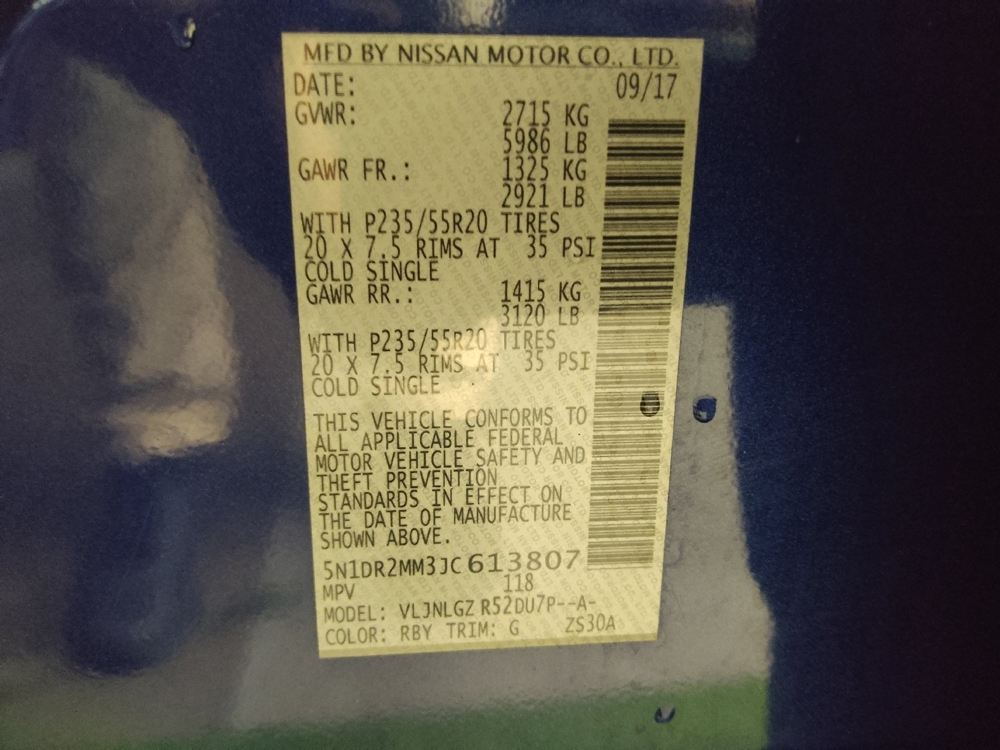 MFD BY NISSAN MOTOR CO., LTD.
DATE: 09/17
GVWR: 2715 KG
5986 LB
GAWR FR.: 1325 KG
2921 LB
WITH P235/55R20 TIRES
20 X 7.5 RIMS AT 35 PSI
COLD SINGLE
GAWR RR.: 1415 KG
3120 LB
WITH P235/55R20 TIRES
20 X 7.5 RIMS AT 35 PSI
COLD SINGLE
THIS VEHICLE CONFORMS TO
ALL APPLICABLE FEDERAL
MOTOR VEHICLE SAFETY AND
THEFT PREVENTION
STANDARDS IN EFFECT ON
THE DATE OF MANUFACTURE
SHOWN ABOVE.
5N1DR2MM3JC613807
MPV 118
MODEL: VLJNLGZ R52DU7P--A-
COLOR: RBY TRIM: G ZS30A